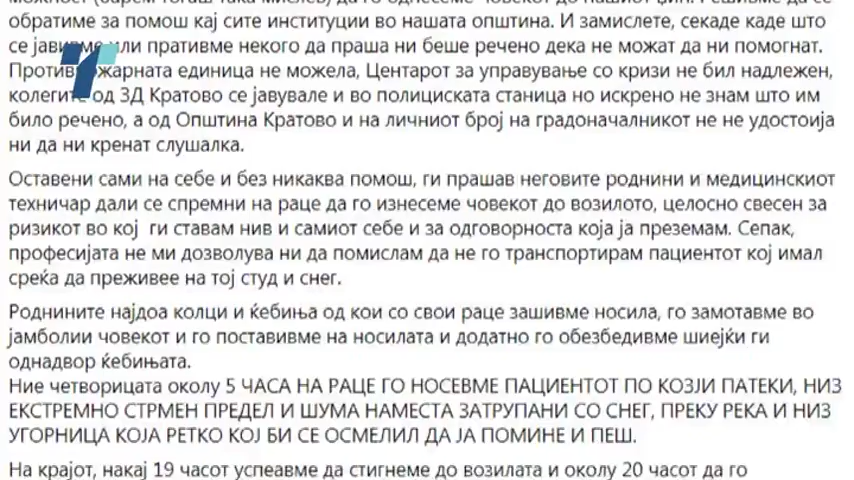 можност (барем тогаш така мислев) да го однесеме човекот до нашиот џип. Решивме да се
обратиме за помош кај сите институции во нашата општина. И замислете, секаде каде што
се јавивме или пративме некого да праша ни беше речено дека не можат да ни помогнат.
Противпожарната единица не можела, Центарот за управување со кризи не бил надлежен,
колегите од ЗД Кратово се јавувале и во полициската станица но искрено не знам што им
било речено, а од Општина Кратово и на личниот број на градоначалникот не не удостоија
ни да ни кренат слушалка.
Оставени сами на себе и без никаква помош, ги прашав неговите роднини и медицинскиот
техничар дали се спремни на раце да го изнесеме човекот до возилото, целосно свесен за
ризикот во кој ги ставам нив и самиот себе и за одговорноста која ја преземам. Сепак,
професијата не ми дозволува ни да помислам да не го транспортирам пациентот кој имал
среќа да преживее на тој студ и снег.
Роднините најдоа колци и ќебиња од кои со свои раце зашивме носила, го замотавме во
јамболии човекот и го поставивме на носилата и додатно го обезбедивме шиејќи ги
однадвор ќебињата.
Ние четворицата околу 5 ЧАСА НА РАЦЕ ГО НОСЕВМЕ ПАЦИЕНТОТ ПО КОЗЈИ ПАТЕКИ, НИЗ
ЕКСТРЕМНО СТРМЕН ПРЕДЕЛ И ШУМА НАМЕСТА ЗАТРУПАНИ СО СНЕГ, ПРЕКУ РЕКА И НИЗ
УГОРНИЦА КОЈА РЕТКО КОЈ БИ СЕ ОСМЕЛИЛ ДА ЈА ПОМИНЕ И ПЕШ.
На крајот, накај 19 часот успеавме да стигнеме до возилата и околу 20 часот да го